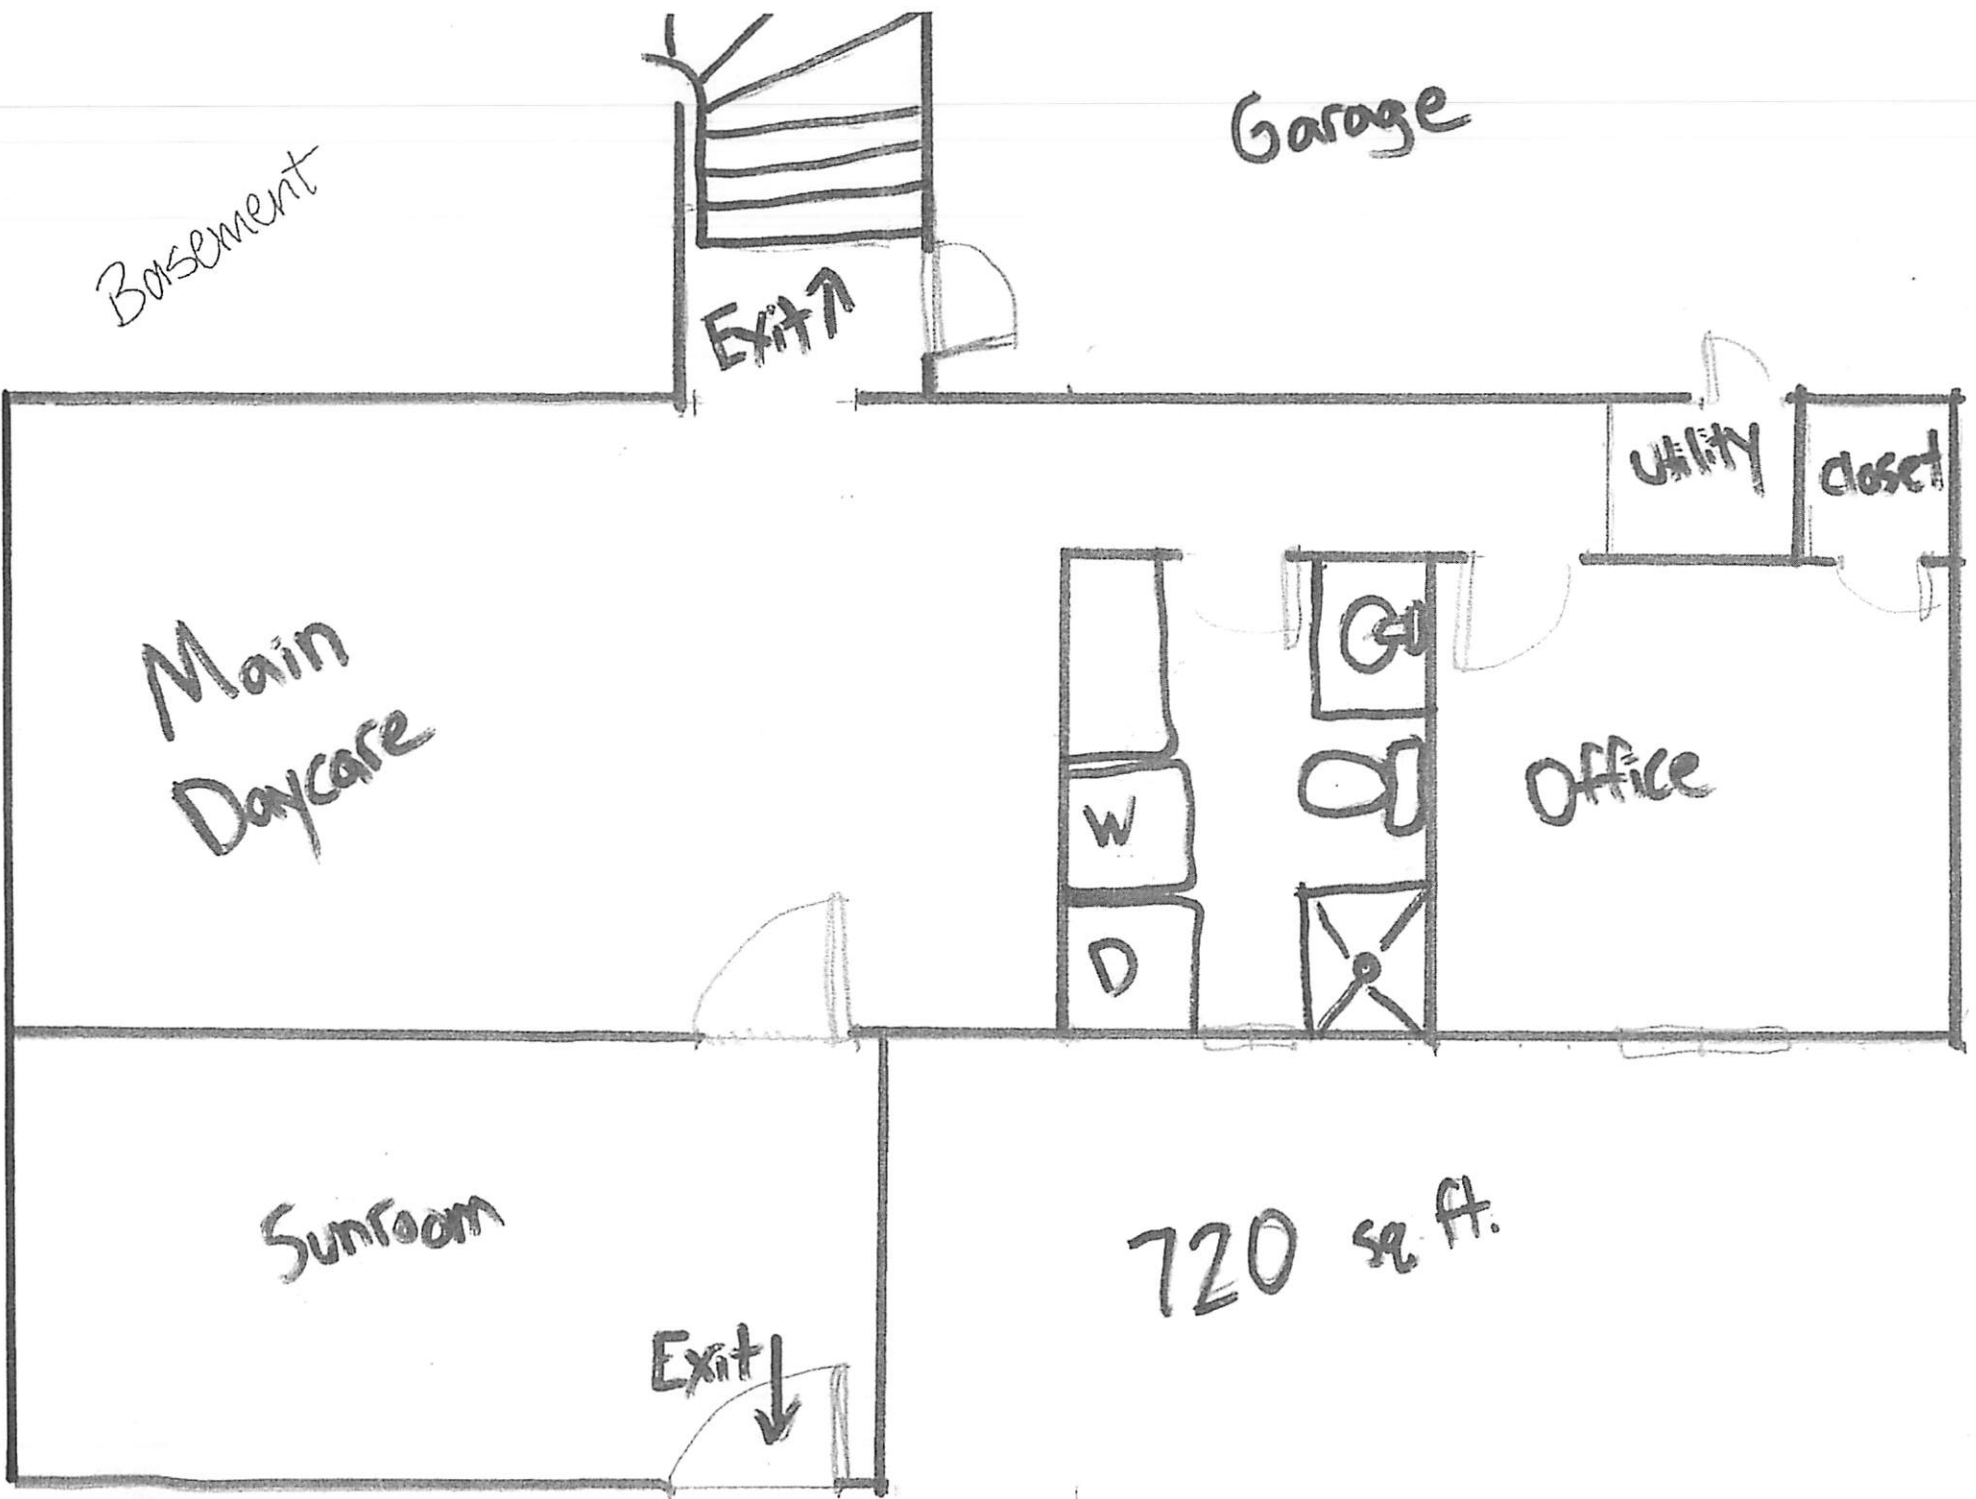 Garage
Basement
Exit↑
Utility
closet
Main
Daycare
Office
W
D
Sunroom
720 sq ft.
Exit↓